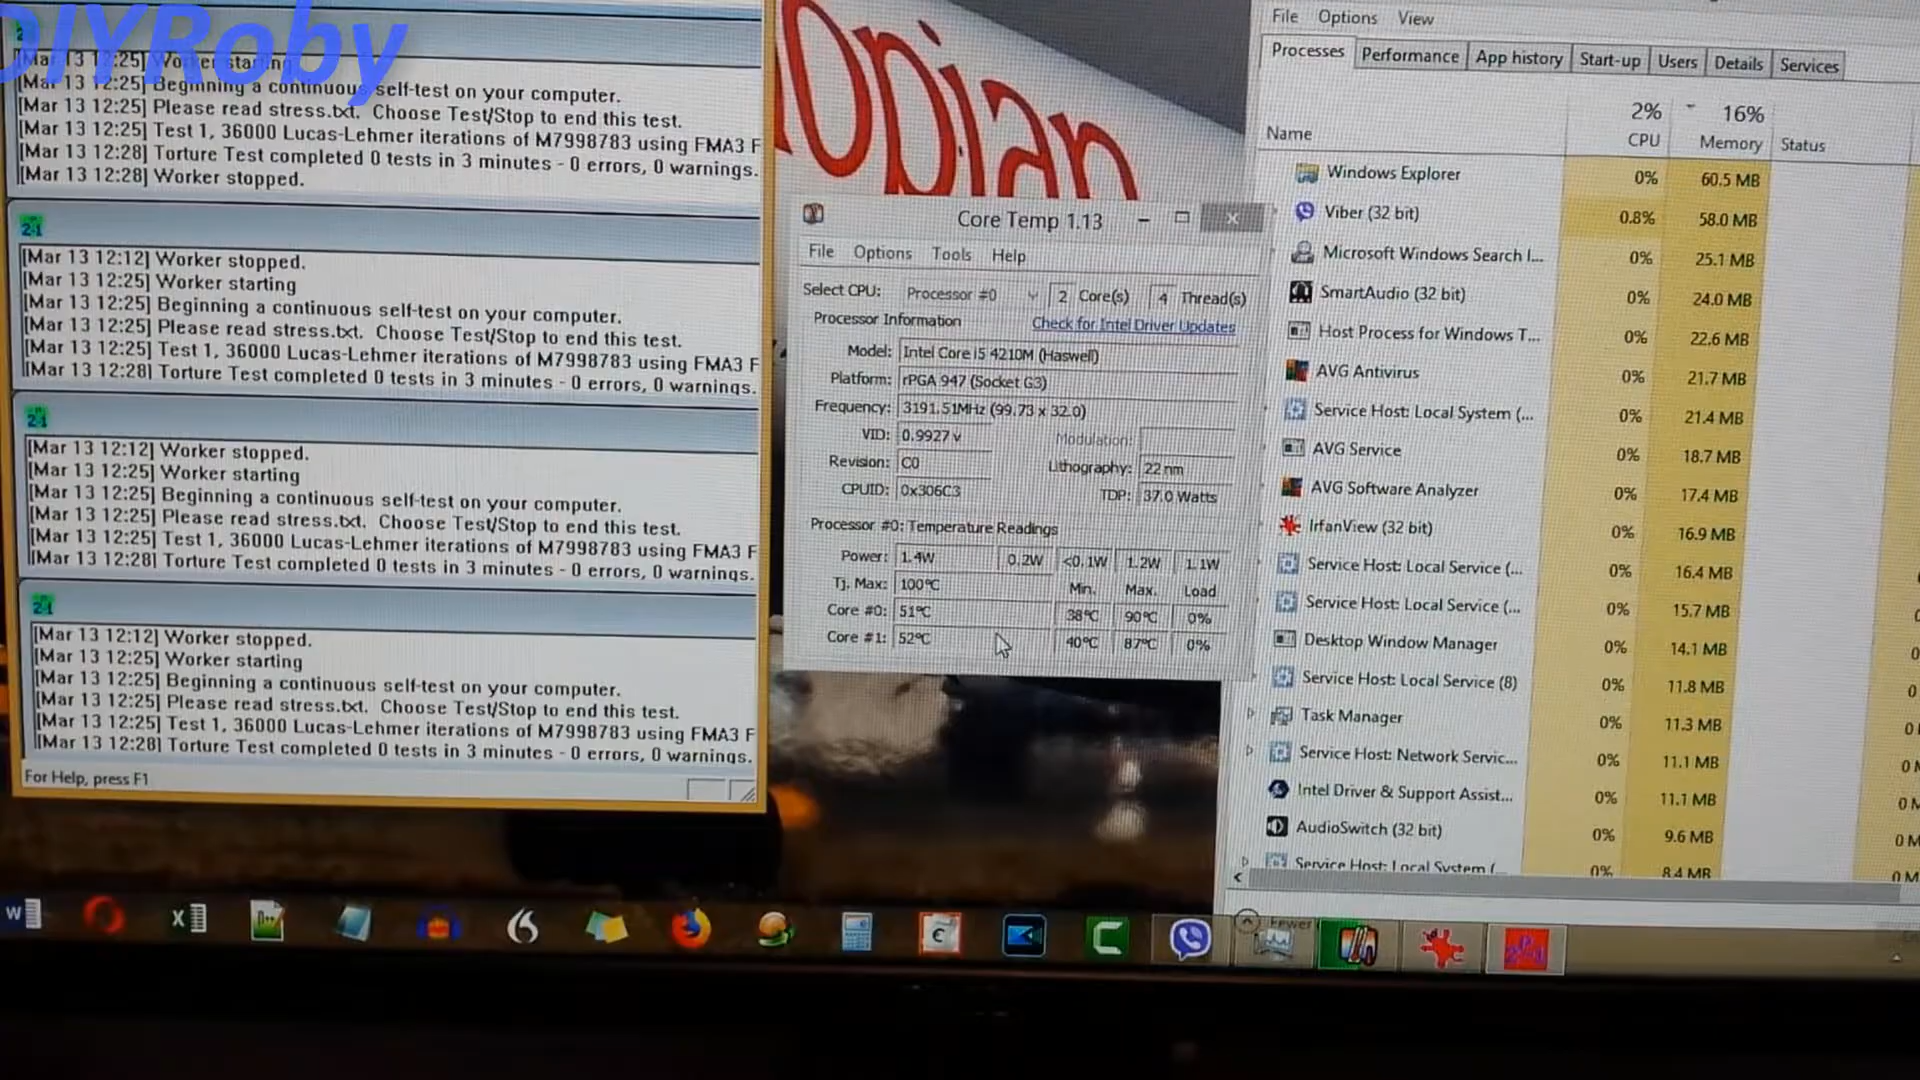 DIYRoby
[Mar 13 12:25] Worker starting
[Mar 13 12:25] Beginning a continuous self-test on your computer.
[Mar 13 12:25] Please read stress.txt. Choose Test/Stop to end this test.
[Mar 13 12:25] Test 1, 36000 Lucas-Lehmer iterations of M7998783 using FMA3 F
[Mar 13 12:28] Torture Test completed 0 tests in 3 minutes - 0 errors, 0 warnings.
[Mar 13 12:28] Worker stopped.
[Mar 13 12:12] Worker stopped.
[Mar 13 12:25] Worker starting
[Mar 13 12:25] Beginning a continuous self-test on your computer.
[Mar 13 12:25] Please read stress.txt. Choose Test/Stop to end this test.
[Mar 13 12:25] Test 1, 36000 Lucas-Lehmer iterations of M7998783 using FMA3 F
[Mar 13 12:28] Torture Test completed 0 tests in 3 minutes - 0 errors, 0 warnings.
[Mar 13 12:12] Worker stopped.
[Mar 13 12:25] Worker starting
[Mar 13 12:25] Beginning a continuous self-test on your computer.
[Mar 13 12:25] Please read stress.txt. Choose Test/Stop to end this test.
[Mar 13 12:25] Test 1, 36000 Lucas-Lehmer iterations of M7998783 using FMA3 F
[Mar 13 12:28] Torture Test completed 0 tests in 3 minutes - 0 errors, 0 warnings.
[Mar 13 12:12] Worker stopped.
[Mar 13 12:25] Worker starting
[Mar 13 12:25] Beginning a continuous self-test on your computer.
[Mar 13 12:25] Please read stress.txt. Choose Test/Stop to end this test.
[Mar 13 12:25] Test 1, 36000 Lucas-Lehmer iterations of M7998783 using FMA3 F
[Mar 13 12:28] Torture Test completed 0 tests in 3 minutes - 0 errors, 0 warnings.
For Help, press F1
opian
Core Temp 1.13
File Options Tools Help
Select CPU: Processor #0 2 Core(s) 4 Thread(s)
Processor Information Check for Intel Driver Updates
Model: Intel Core i5 4210M (Haswell)
Platform: rPGA 947 (Socket G3)
Frequency: 3191.51MHz (99.73 x 32.0)
VID: 0.9927 v Modulation:
Revision: C0 Lithography: 22 nm
CPUID: 0x306C3 TDP: 37.0 Watts
Processor #0: Temperature Readings
Power: 1.4W 0.2W <0.1W 1.2W 1.1W
Tj. Max: 100°C Min. Max. Load
Core #0: 51°C 38°C 90°C 0%
Core #1: 52°C 40°C 87°C 0%
File Options View
Processes Performance App history Start-up Users Details Services
2% 16%
Name CPU Memory Status
Windows Explorer 0% 60.5 MB
Viber (32 bit) 0.8% 58.0 MB
Microsoft Windows Search I... 0% 25.1 MB
SmartAudio (32 bit) 0% 24.0 MB
Host Process for Windows T... 0% 22.6 MB
AVG Antivirus 0% 21.7 MB
Service Host: Local System (... 0% 21.4 MB
AVG Service 0% 18.7 MB
AVG Software Analyzer 0% 17.4 MB
IrfanView (32 bit) 0% 16.9 MB
Service Host: Local Service (... 0% 16.4 MB
Service Host: Local Service (... 0% 15.7 MB
Desktop Window Manager 0% 14.1 MB 0
Service Host: Local Service (8) 0% 11.8 MB 0
Task Manager 0% 11.3 MB 0
Service Host: Network Servic... 0% 11.1 MB 0 M
Intel Driver & Support Assist... 0% 11.1 MB 0 M
AudioSwitch (32 bit) 0% 9.6 MB 0 M
Service Host: Local System (... 0% 8.4 MB 0 M
Fewer